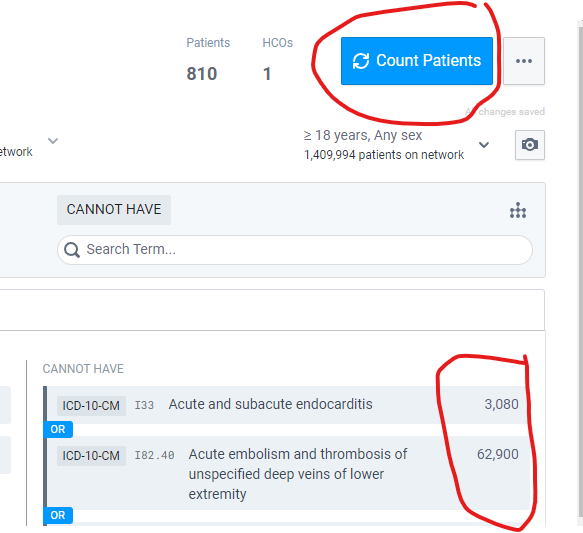 Patients HCOs
810 1
Count Patients
All changes saved
≥ 18 years, Any sex
1,409,994 patients on network
etwork
CANNOT HAVE
Search Term...
CANNOT HAVE
ICD-10-CM I33 Acute and subacute endocarditis 3,080
OR
ICD-10-CM I82.40 Acute embolism and thrombosis of 62,900
unspecified deep veins of lower
extremity
OR